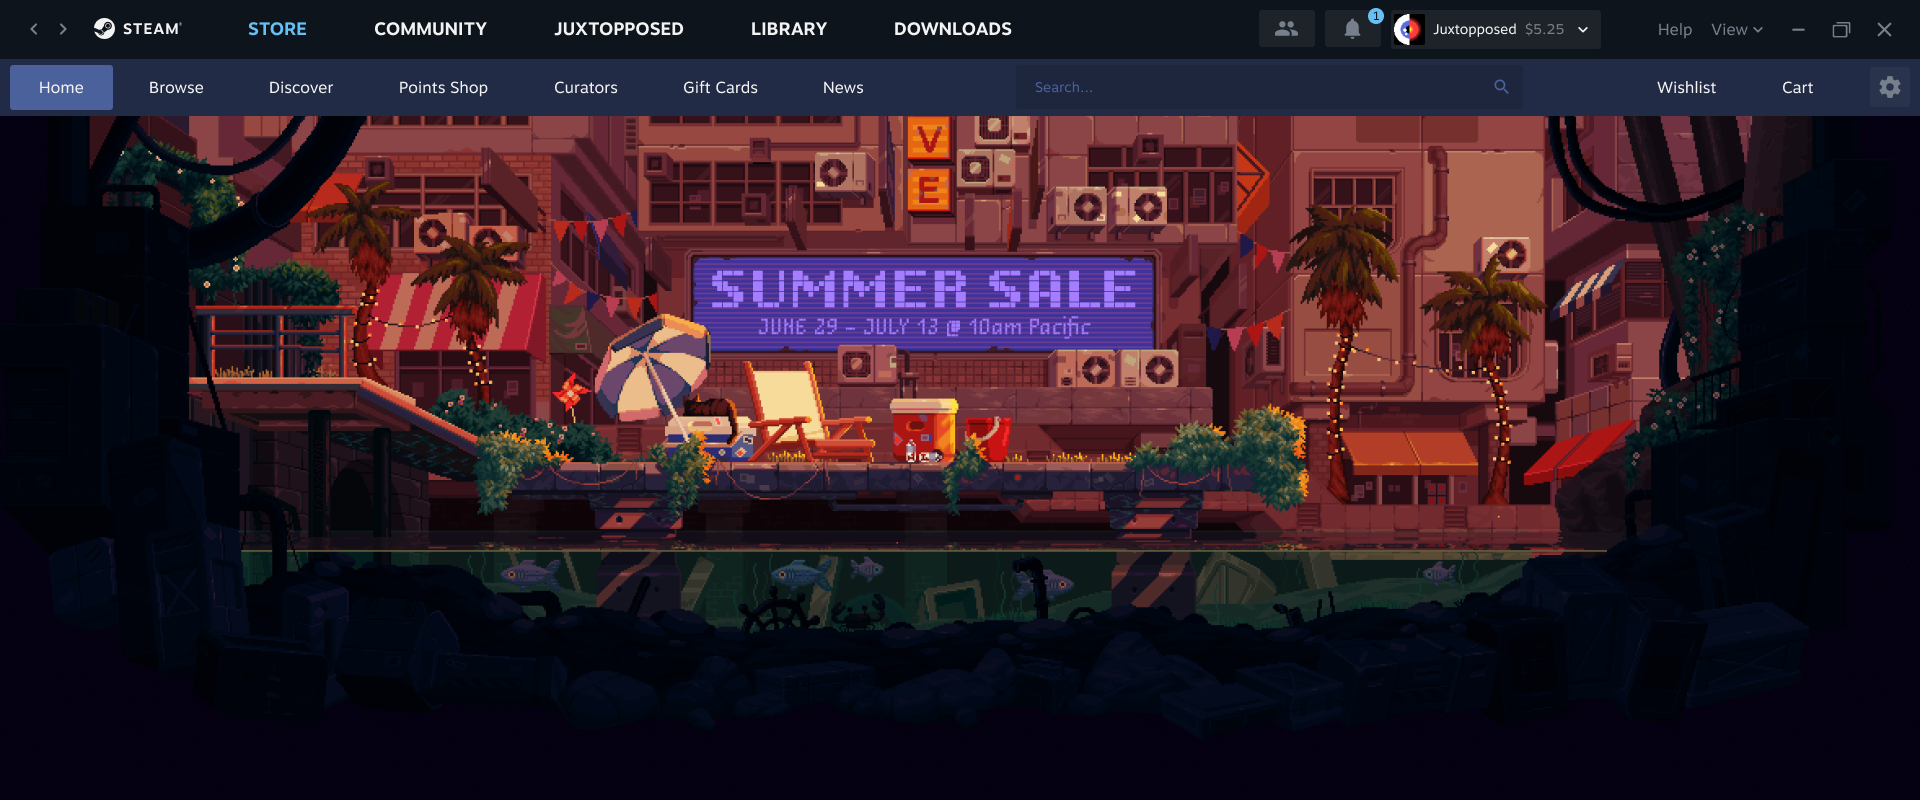 STEAM
STORE COMMUNITY JUXTOPPOSED LIBRARY DOWNLOADS
1
Juxtopposed $5.25
Help View
Home Browse Discover Points Shop Curators Gift Cards News
Search...
Wishlist Cart
V
E
SUMMER SALE
JUNE 29 - JULY 13 @ 10am Pacific